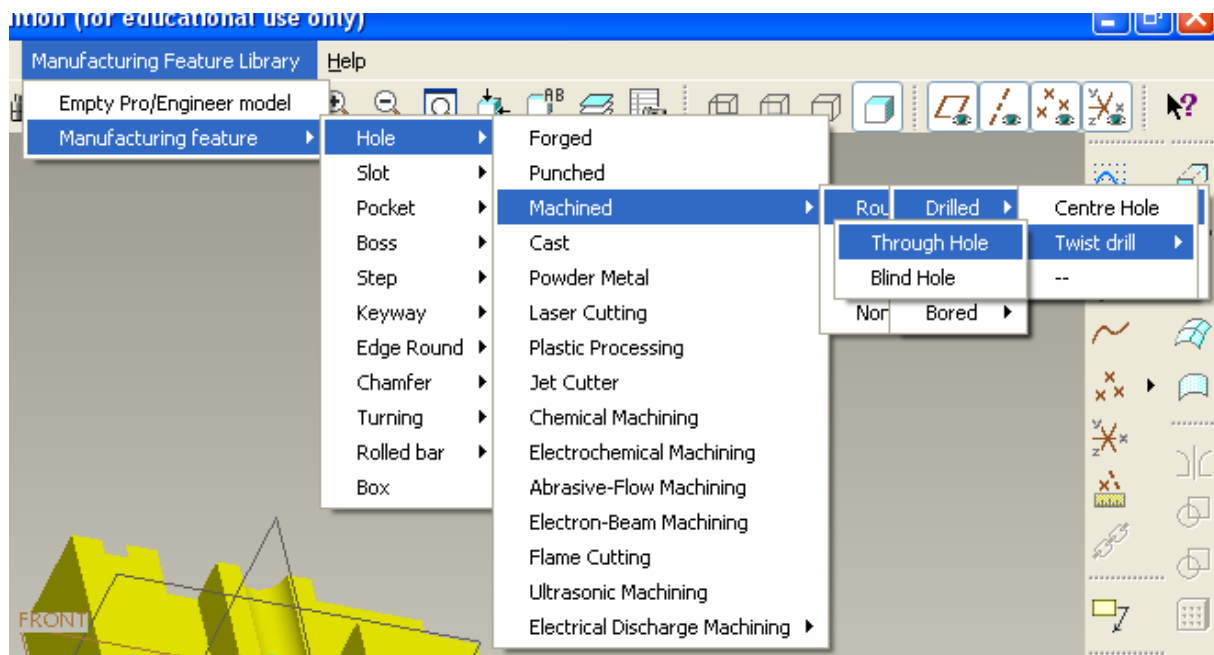 ition (for educational use only)
Manufacturing Feature Library Help
Empty Pro/Engineer model
Manufacturing feature
Hole
Slot
Pocket
Boss
Step
Keyway
Edge Round
Chamfer
Turning
Rolled bar
Box
Forged
Punched
Machined
Cast
Powder Metal
Laser Cutting
Plastic Processing
Jet Cutter
Chemical Machining
Electrochemical Machining
Abrasive-Flow Machining
Electron-Beam Machining
Flame Cutting
Ultrasonic Machining
Electrical Discharge Machining
Rou
Nor
Drilled
Bored
Through Hole
Blind Hole
Centre Hole
Twist drill
--
AB
FRONT